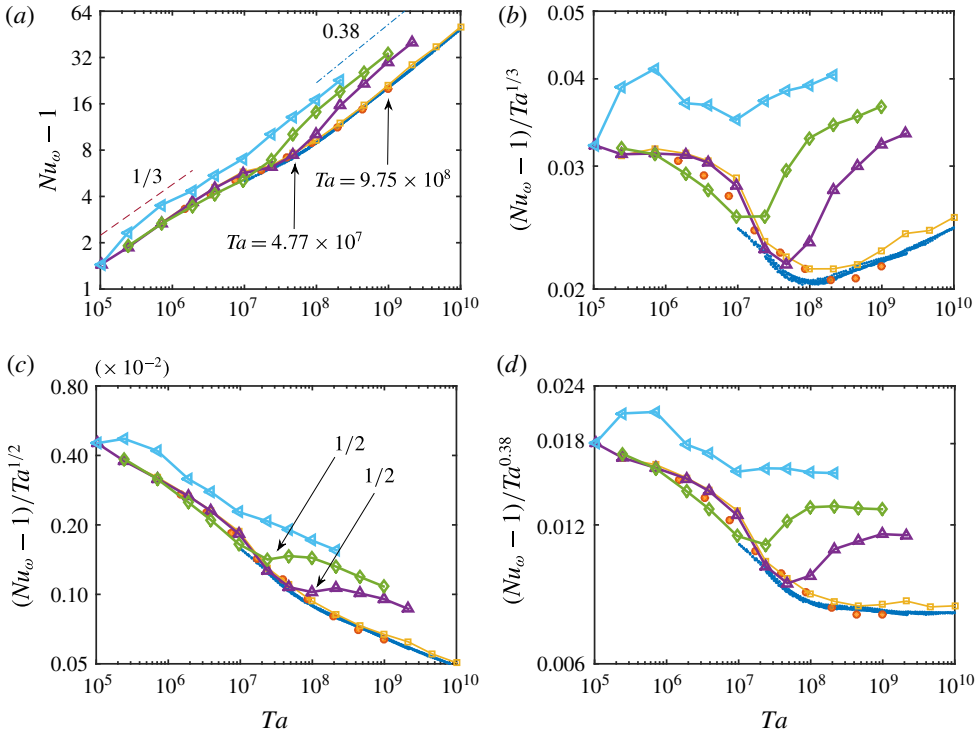 (a)
64
32
16
8
4
2
1
Nu_ω − 1
0.38
1/3
Ta = 9.75 × 10^8
Ta = 4.77 × 10^7
10^5 10^6 10^7 10^8 10^9 10^10
(b)
0.05
0.04
0.03
0.02
(Nu_ω − 1)/Ta^{1/3}
10^5 10^6 10^7 10^8 10^9 10^10
(c)
(× 10^{−2})
0.80
0.40
0.20
0.10
0.05
(Nu_ω − 1)/Ta^{1/2}
1/2
1/2
10^5 10^6 10^7 10^8 10^9 10^10
Ta
(d)
0.024
0.018
0.012
0.006
(Nu_ω − 1)/Ta^{0.38}
10^5 10^6 10^7 10^8 10^9 10^10
Ta